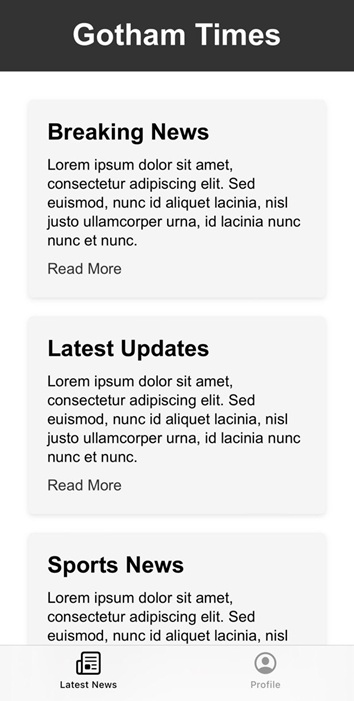 Gotham Times
Breaking News
Lorem ipsum dolor sit amet,
consectetur adipiscing elit. Sed
euismod, nunc id aliquet lacinia, nisl
justo ullamcorper urna, id lacinia nunc
nunc et nunc.
Read More
Latest Updates
Lorem ipsum dolor sit amet,
consectetur adipiscing elit. Sed
euismod, nunc id aliquet lacinia, nisl
justo ullamcorper urna, id lacinia nunc
nunc et nunc.
Read More
Sports News
Lorem ipsum dolor sit amet,
consectetur adipiscing elit. Sed
euismod, nunc id aliquet lacinia, nisl
Latest News
Profile